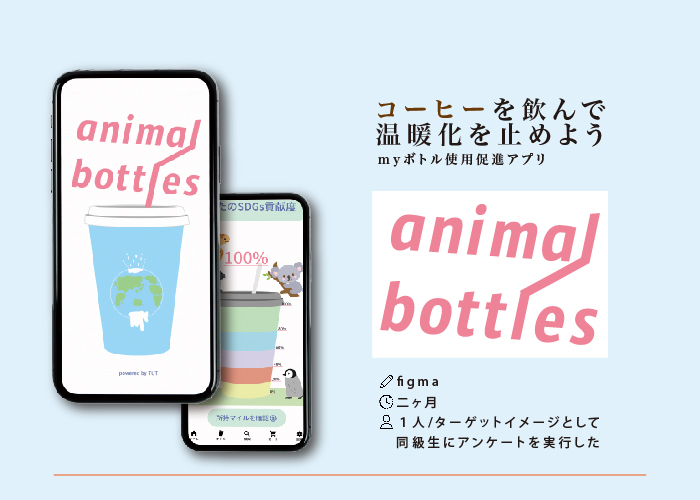 animal
bottles
powered by TLT
たのSDGs貢献度
100%
所持マイルを確認
コーヒーを飲んで
温暖化を止めよう
myボトル使用促進アプリ
animal
bottles
figma
二ヶ月
1人/ターゲットイメージとして
同級生にアンケートを実行した